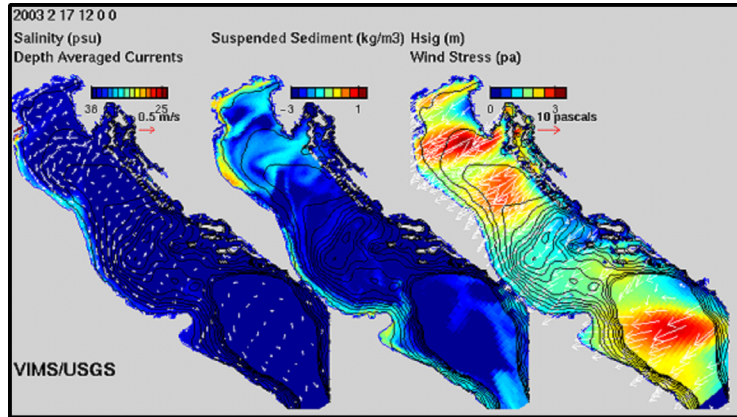 2003 2 17 12 0 0
Salinity (psu)
Depth Averaged Currents
38 25
0.5 m/s
Suspended Sediment (kg/m3)
-3 1
Hsig (m)
Wind Stress (pa)
0 3
10 pascals
VIMS/USGS